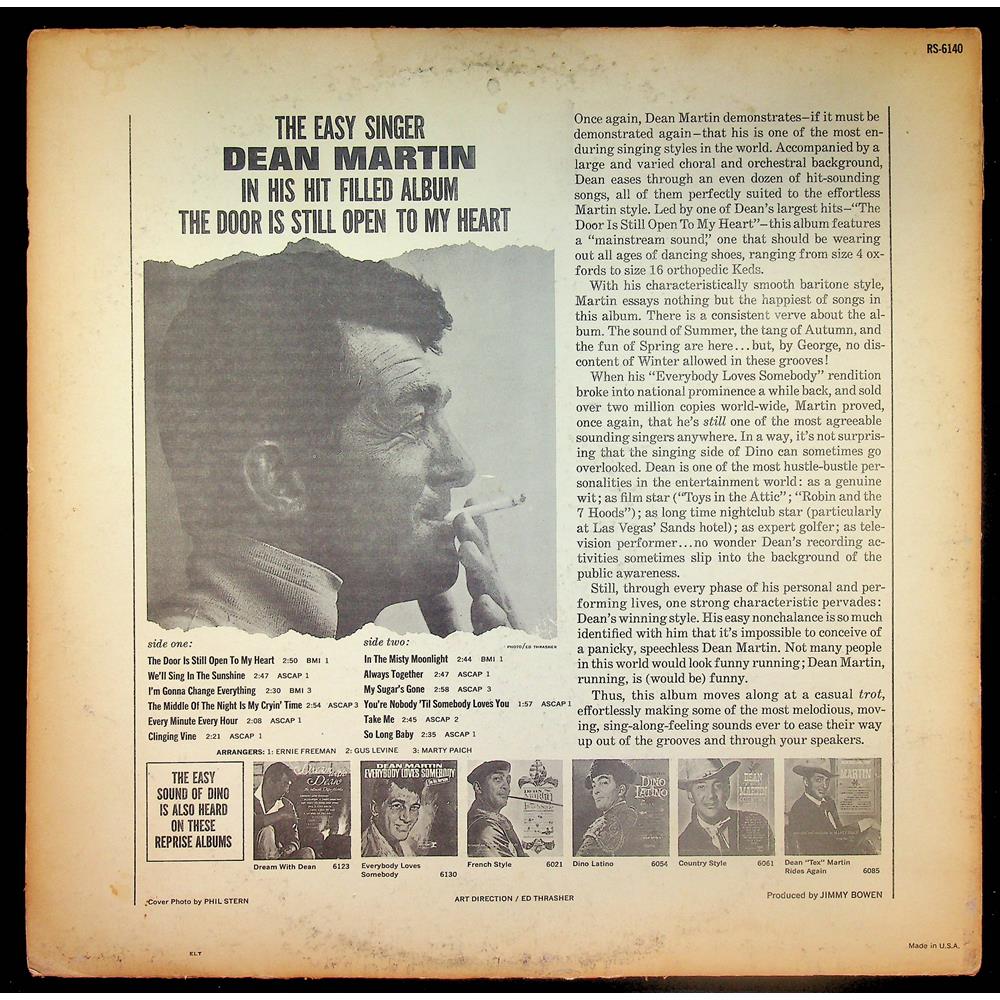 RS-6140
THE EASY SINGER
DEAN MARTIN
IN HIS HIT FILLED ALBUM
THE DOOR IS STILL OPEN TO MY HEART
PHOTO/ED THRASHER
side one:
The Door Is Still Open To My Heart 2:50 BMI 1
We'll Sing In The Sunshine 2:47 ASCAP 1
I'm Gonna Change Everything 2:30 BMI 3
The Middle Of The Night Is My Cryin' Time 2:54 ASCAP 3
Every Minute Every Hour 2:08 ASCAP 1
Clinging Vine 2:21 ASCAP 1
side two:
In The Misty Moonlight 2:44 BMI 1
Always Together 2:47 ASCAP 1
My Sugar's Gone 2:58 ASCAP 3
You're Nobody 'Til Somebody Loves You 1:57 ASCAP 1
Take Me 2:45 ASCAP 2
So Long Baby 2:35 ASCAP 1
ARRANGERS: 1: ERNIE FREEMAN 2: GUS LEVINE 3: MARTY PAICH
Once again, Dean Martin demonstrates—if it must be
demonstrated again—that his is one of the most en-
during singing styles in the world. Accompanied by a
large and varied choral and orchestral background,
Dean eases through an even dozen of hit-sounding
songs, all of them perfectly suited to the effortless
Martin style. Led by one of Dean's largest hits—“The
Door Is Still Open To My Heart”—this album features
a “mainstream sound,” one that should be wearing
out all ages of dancing shoes, ranging from size 4 ox-
fords to size 16 orthopedic Keds.
With his characteristically smooth baritone style,
Martin essays nothing but the happiest of songs in
this album. There is a consistent verve about the al-
bum. The sound of Summer, the tang of Autumn, and
the fun of Spring are here...but, by George, no dis-
content of Winter allowed in these grooves!
When his “Everybody Loves Somebody” rendition
broke into national prominence a while back, and sold
over two million copies world-wide, Martin proved,
once again, that he's still one of the most agreeable
sounding singers anywhere. In a way, it's not surpris-
ing that the singing side of Dino can sometimes go
overlooked. Dean is one of the most hustle-bustle per-
sonalities in the entertainment world: as a genuine
wit; as film star (“Toys in the Attic”; “Robin and the
7 Hoods”); as long time nightclub star (particularly
at Las Vegas' Sands hotel); as expert golfer; as tele-
vision performer...no wonder Dean's recording ac-
tivities sometimes slip into the background of the
public awareness.
Still, through every phase of his personal and per-
forming lives, one strong characteristic pervades:
Dean's winning style. His easy nonchalance is so much
identified with him that it's impossible to conceive of
a panicky, speechless Dean Martin. Not many people
in this world would look funny running; Dean Martin,
running, is (would be) funny.
Thus, this album moves along at a casual trot,
effortlessly making some of the most melodious, mov-
ing, sing-along-feeling sounds ever to ease their way
up out of the grooves and through your speakers.
THE EASY
SOUND OF DINO
IS ALSO HEARD
ON THESE
REPRISE ALBUMS
Dream with Dean
DEAN MARTIN
EVERYBODY LOVES SOMEBODY
DINO
LATINO
DEAN
MARTIN
MARTIN
Dream With Dean 6123
Everybody Loves
Somebody 6130
French Style 6021
Dino Latino 6054
Country Style 6061
Dean "Tex" Martin
Rides Again 6085
Cover Photo by PHIL STERN
ART DIRECTION / ED THRASHER
Produced by JIMMY BOWEN
ELT
Made in U.S.A.